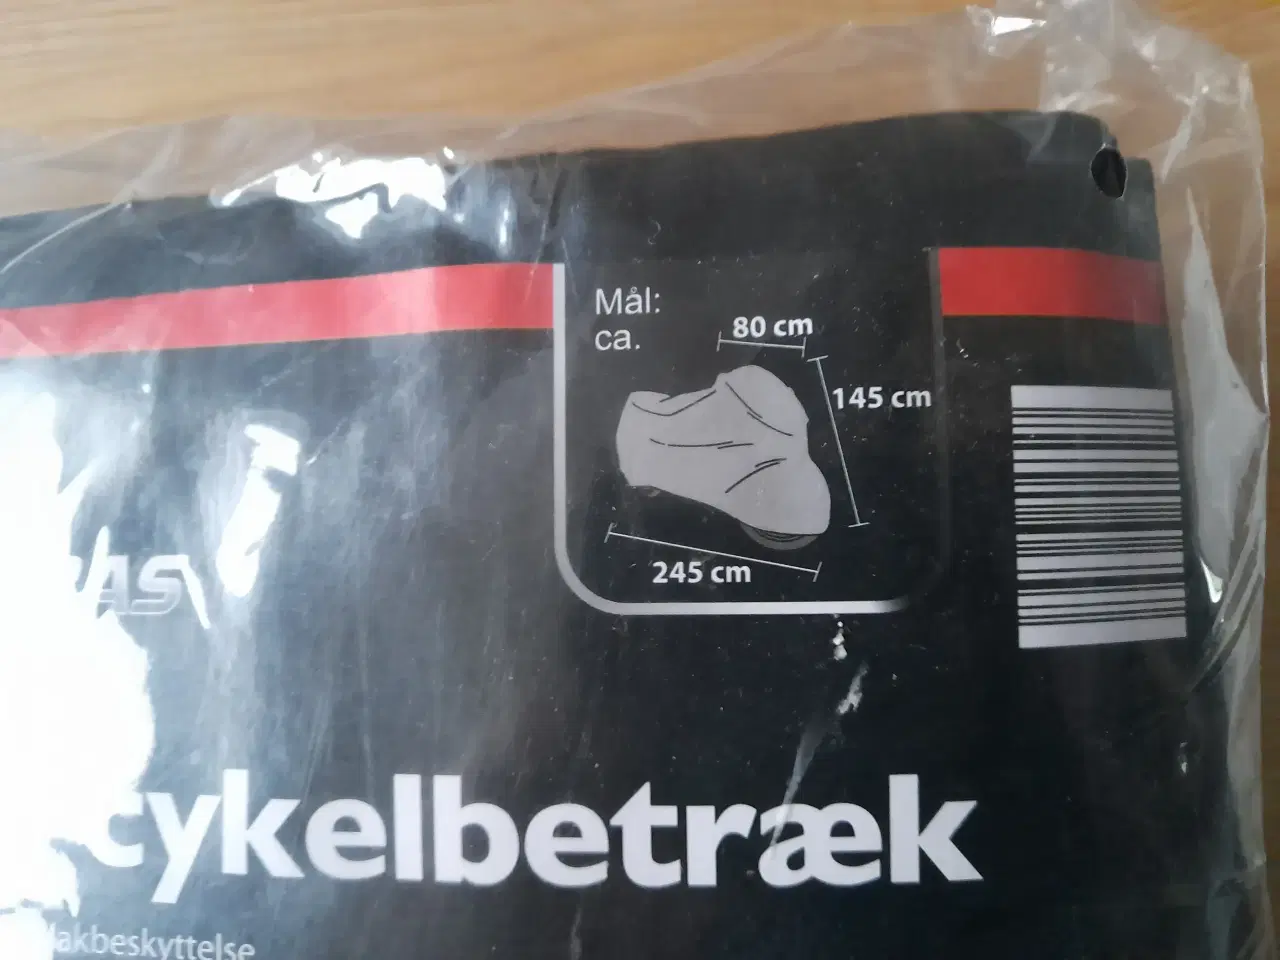 Mål:
ca.
80 cm
145 cm
245 cm
cykelbetræk